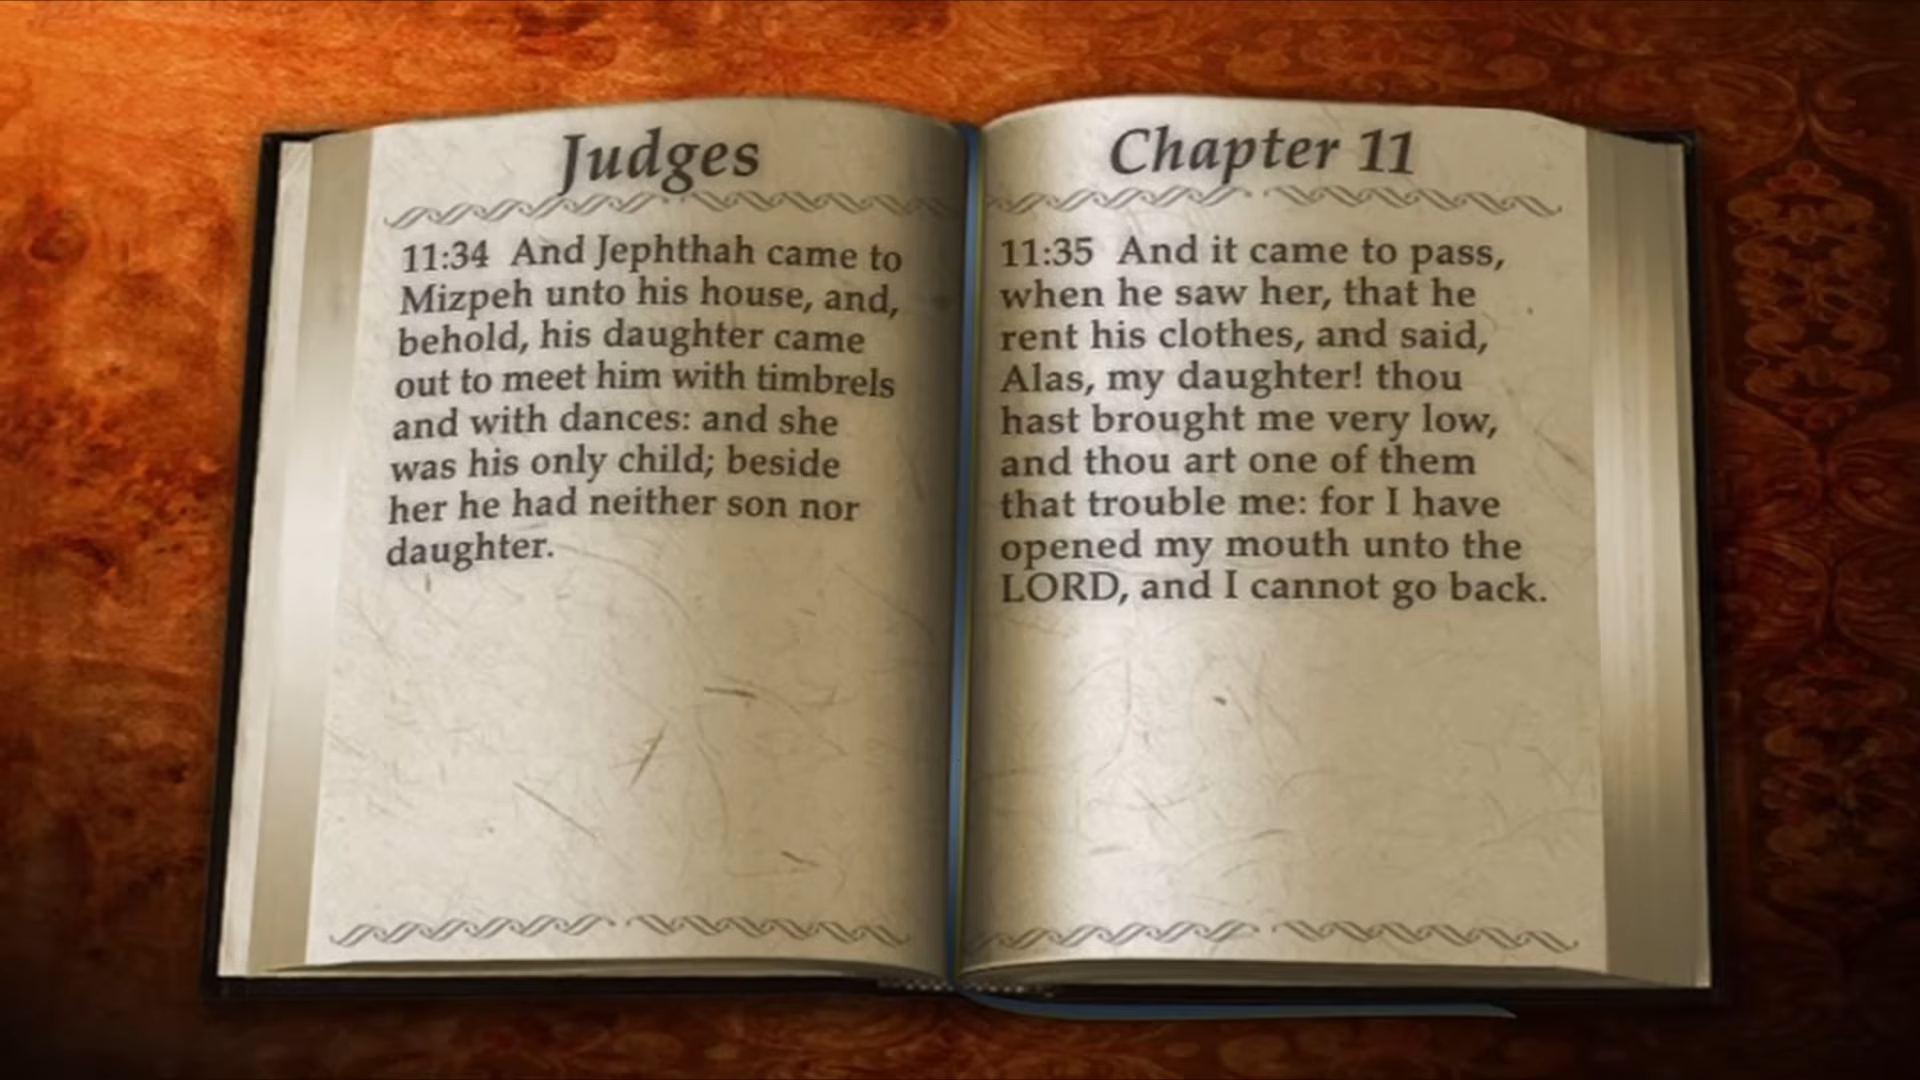 Judges
11:34 And Jephthah came to
Mizpeh unto his house, and,
behold, his daughter came
out to meet him with timbrels
and with dances: and she
was his only child; beside
her he had neither son nor
daughter.
Chapter 11
11:35 And it came to pass,
when he saw her, that he
rent his clothes, and said,
Alas, my daughter! thou
hast brought me very low,
and thou art one of them
that trouble me: for I have
opened my mouth unto the
LORD, and I cannot go back.